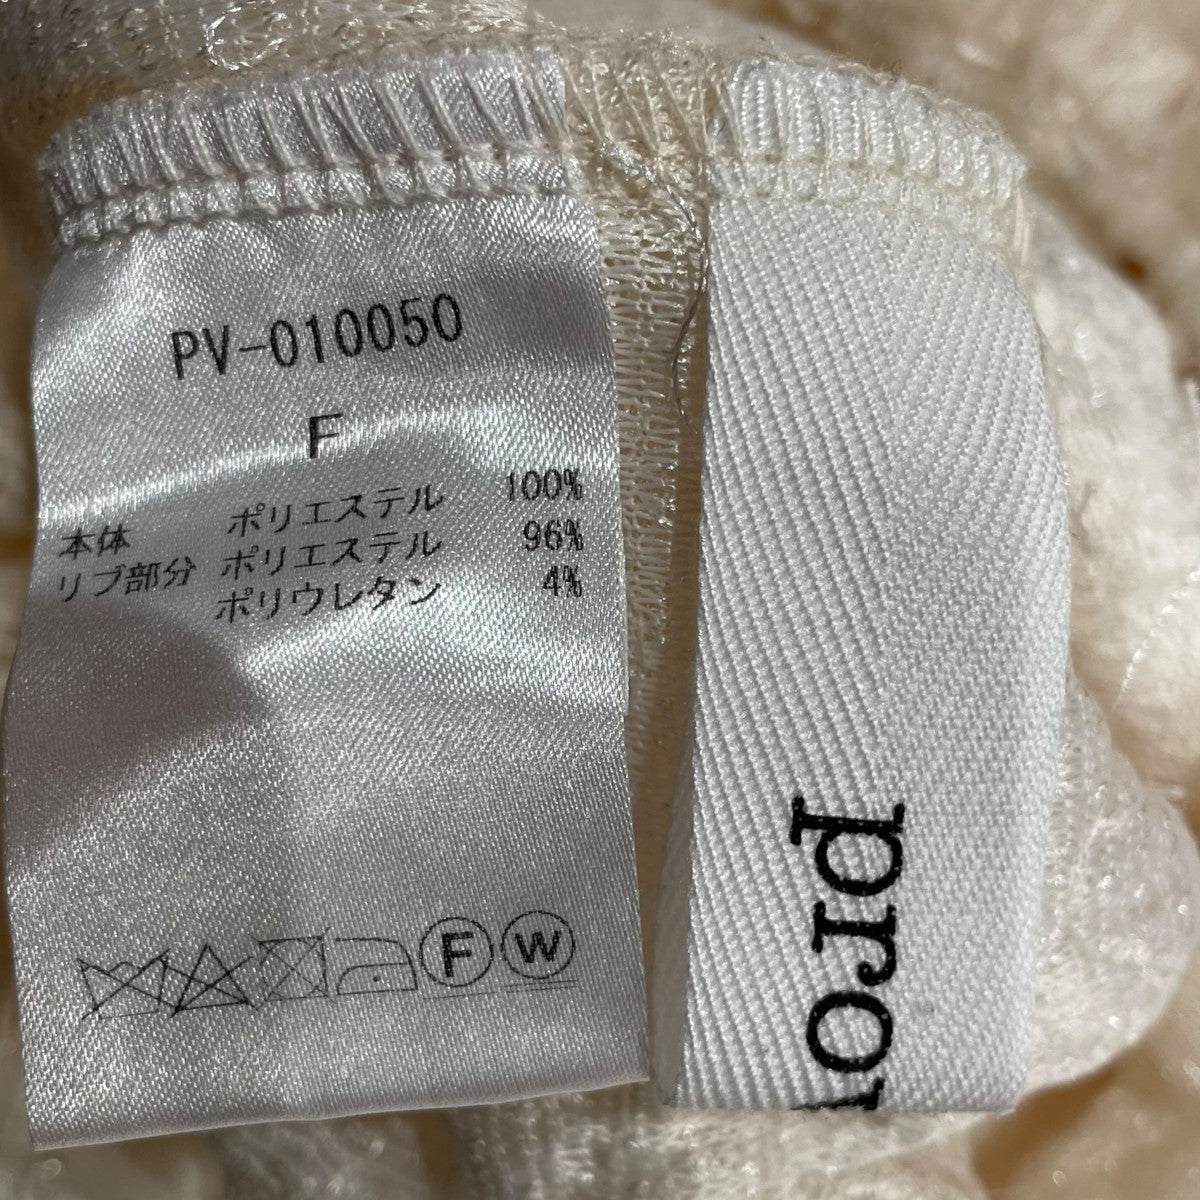 PV-010050
F
本体 ポリエステル 100%
リブ部分 ポリエステル 96%
ポリウレタン 4%
F W
prov